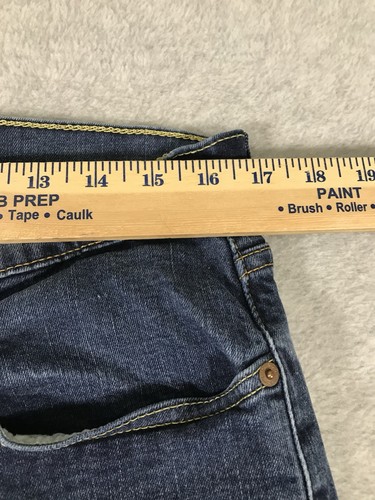 13 14 15 16 17 18 19
B PREP PAINT
• Tape • Caulk • Brush • Roller •